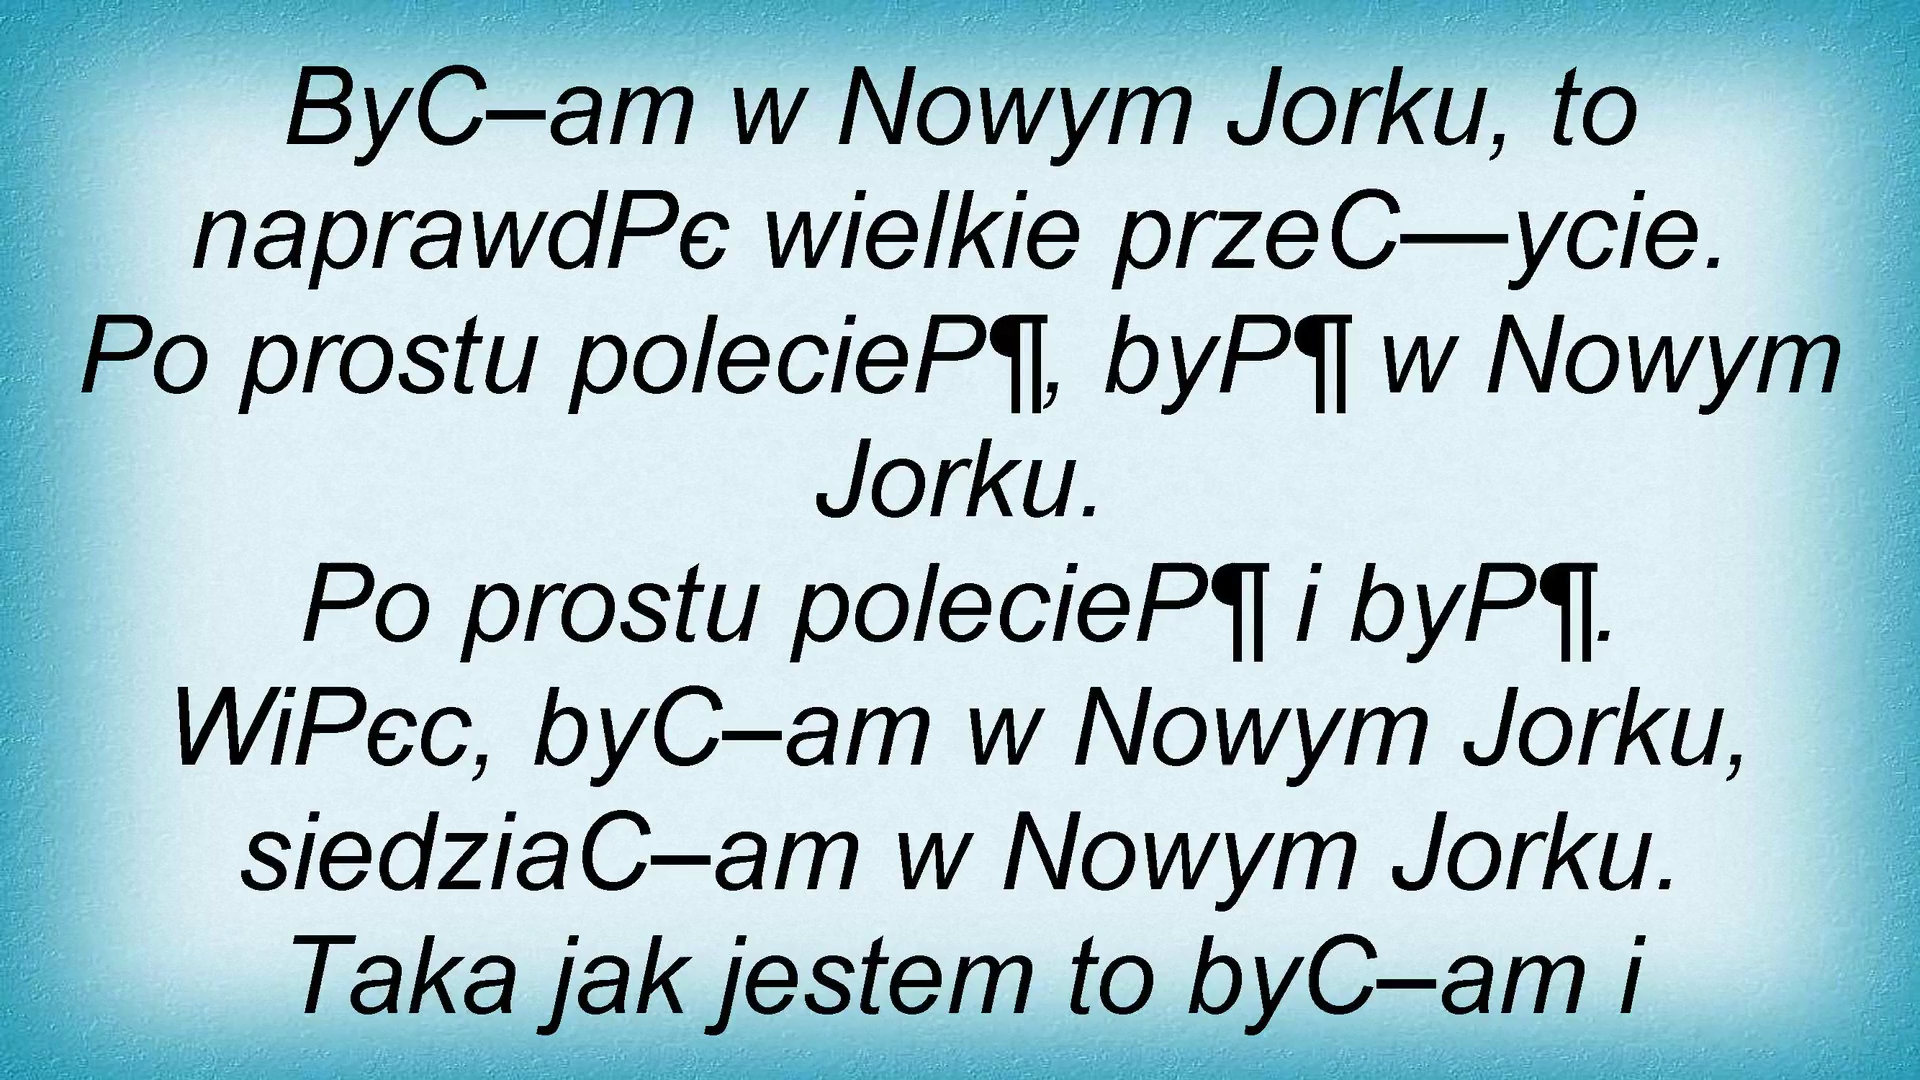 ByC–am w Nowym Jorku, to
naprawdPє wielkie przeC—ycie.
Po prostu polecieP¶, byP¶ w Nowym
Jorku.
Po prostu polecieP¶ i byP¶.
WiPєc, byC–am w Nowym Jorku,
siedziaC–am w Nowym Jorku.
Taka jak jestem to byC–am i